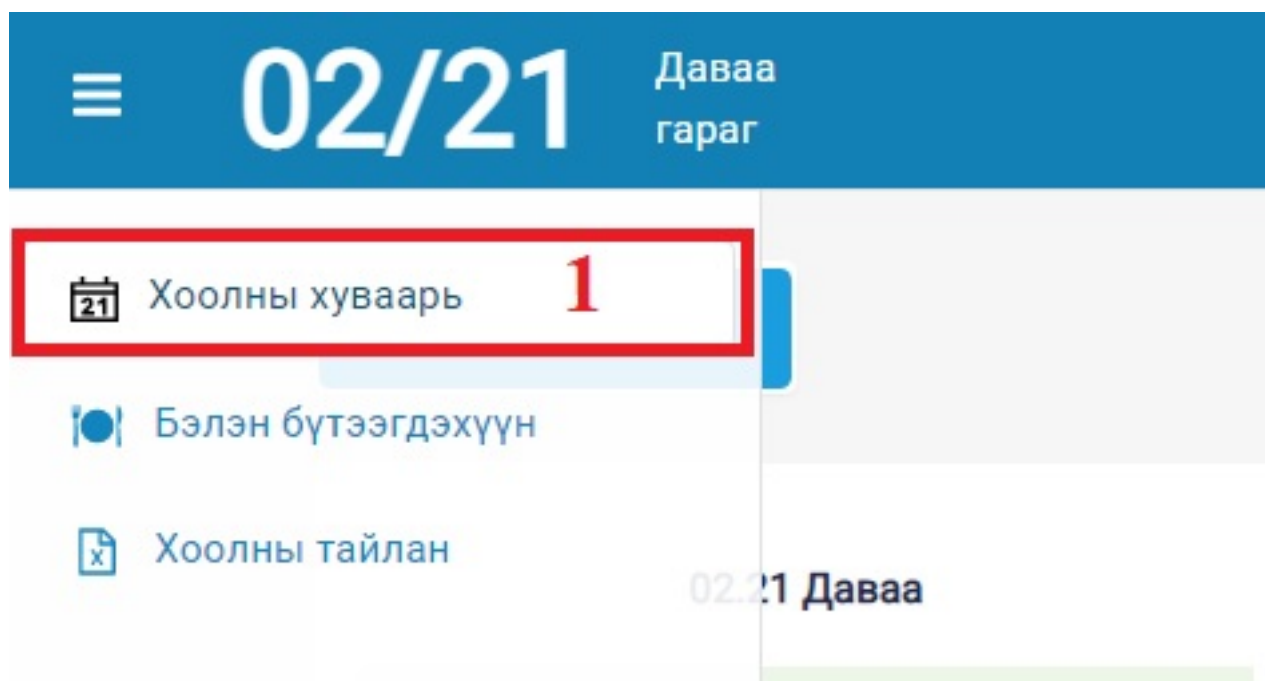 02/21
Даваа
гараг
21 Хоолны хуваарь 1
Бэлэн бүтээгдэхүүн
x Хоолны тайлан
02.21 Даваа